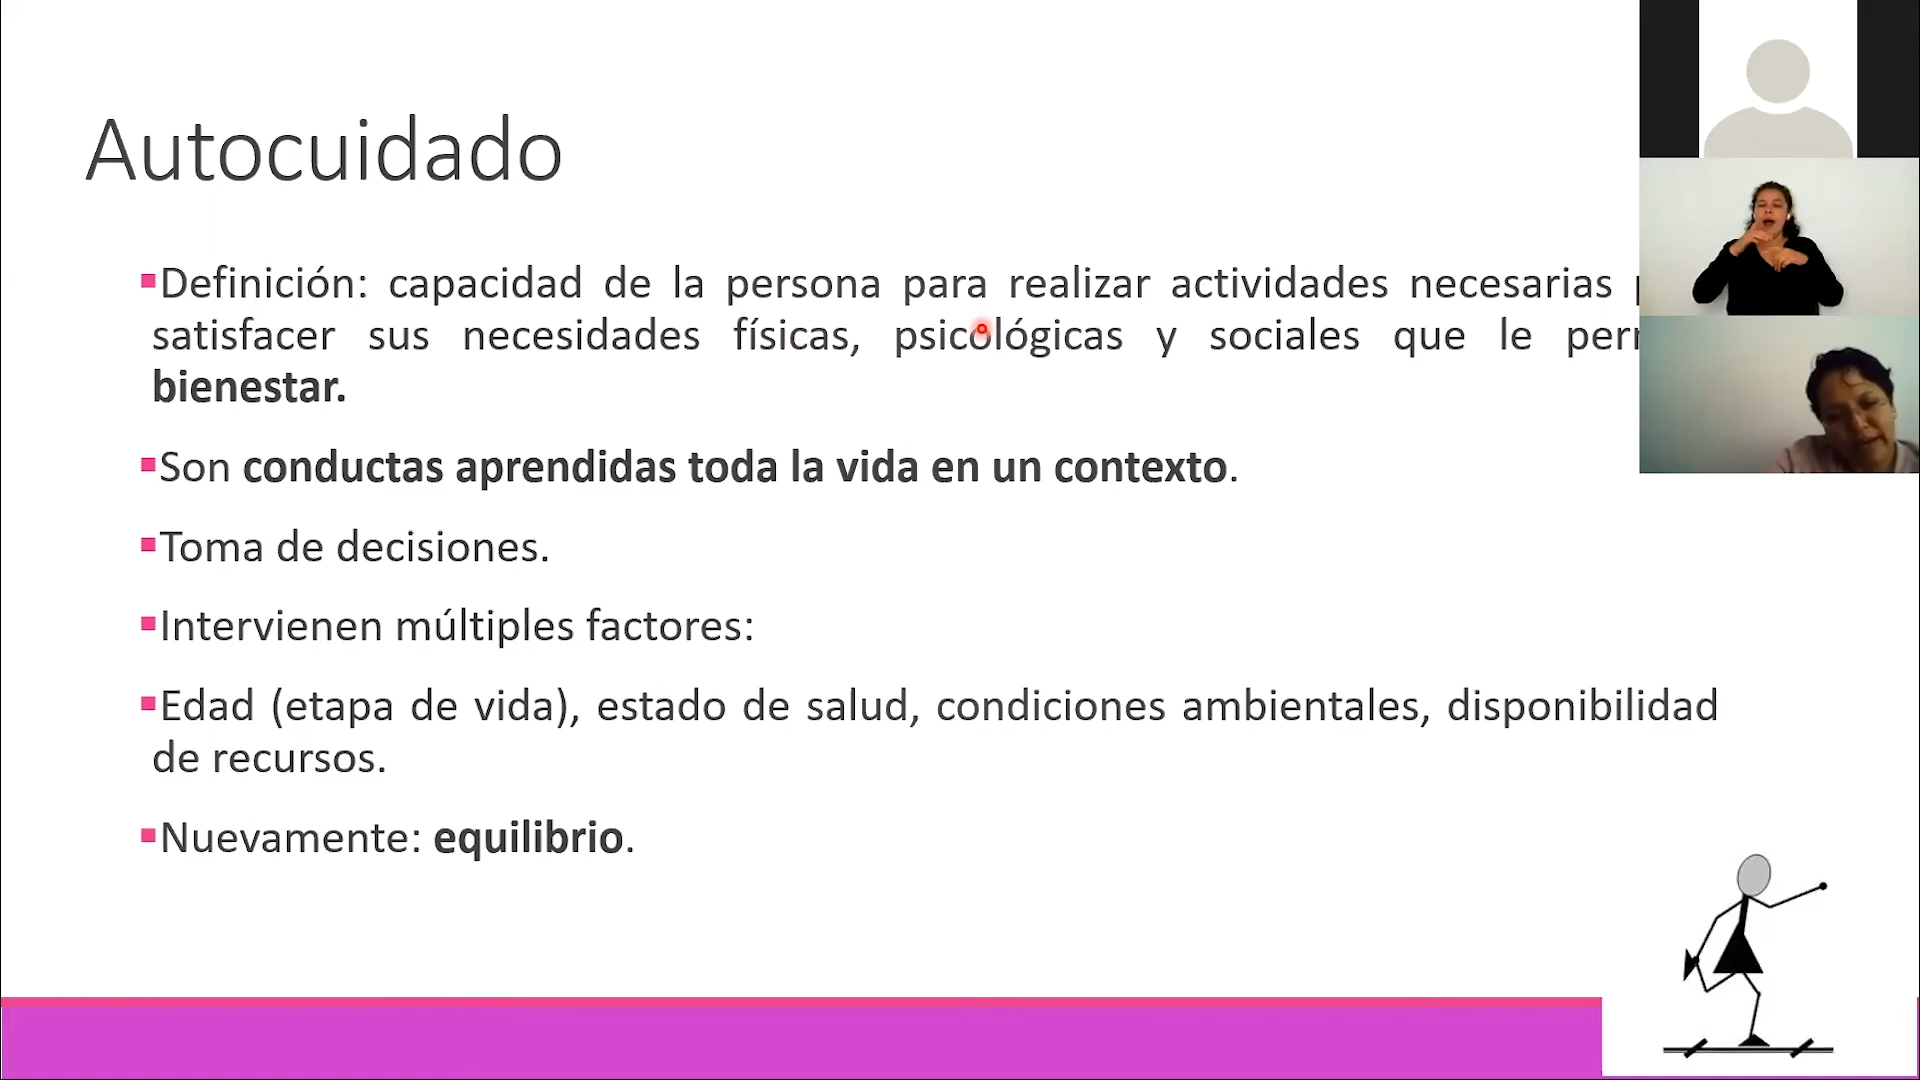 Autocuidado
▪Definición: capacidad de la persona para realizar actividades necesarias
satisfacer sus necesidades físicas, psicológicas y sociales que le
bienestar.
▪Son conductas aprendidas toda la vida en un contexto.
▪Toma de decisiones.
▪Intervienen múltiples factores:
▪Edad (etapa de vida), estado de salud, condiciones ambientales, disponibilidad
de recursos.
▪Nuevamente: equilibrio.